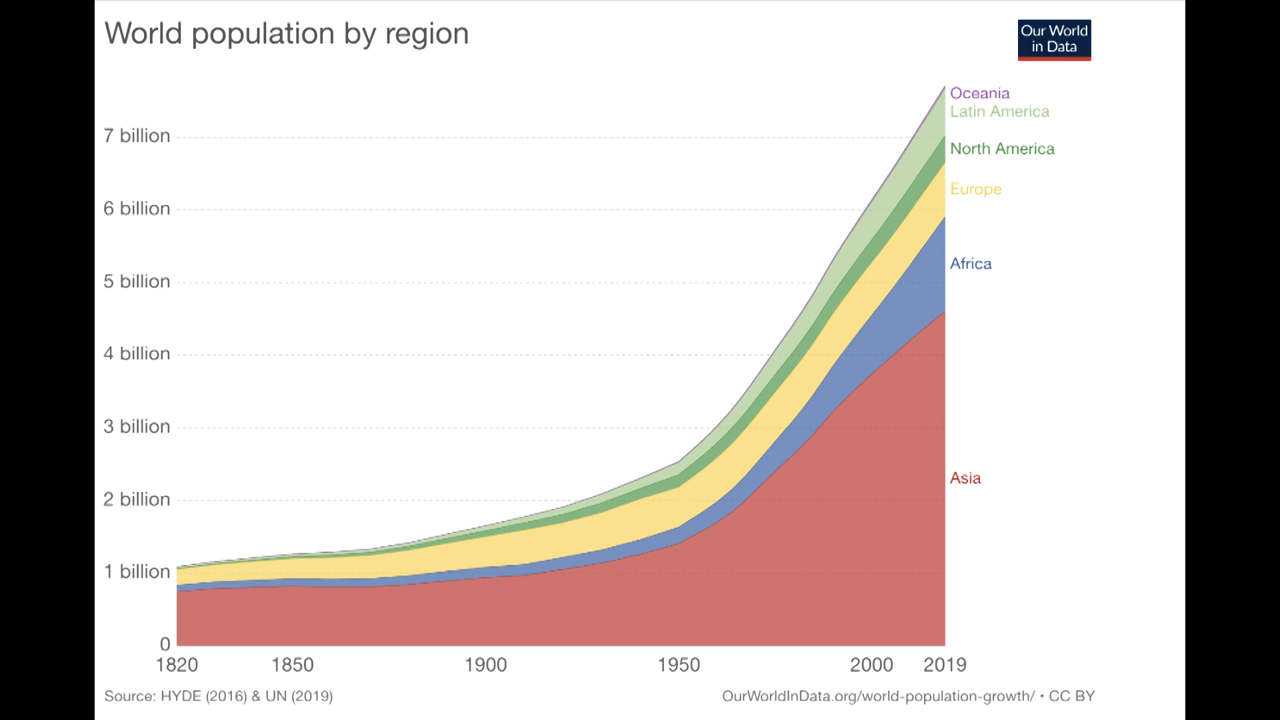 World population by region
Our World
in Data
Oceania
Latin America
7 billion
North America
Europe
6 billion
5 billion
Africa
4 billion
3 billion
Asia
2 billion
1 billion
0
1820 1850 1900 1950 2000 2019
Source: HYDE (2016) & UN (2019)
OurWorldInData.org/world-population-growth/ • CC BY